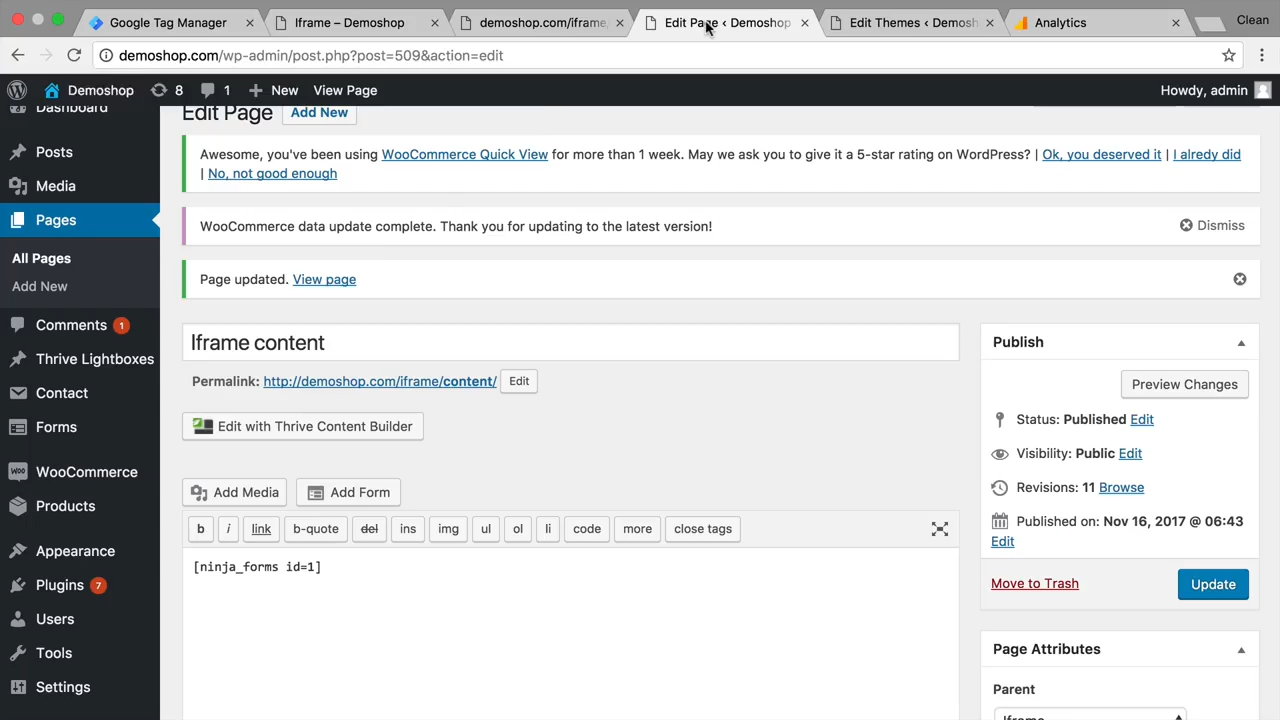 Google Tag Manager
Iframe – Demoshop
demoshop.com/iframe/
Edit Page ‹ Demoshop
Edit Themes ‹ Demosh
Analytics
Clean
demoshop.com/wp-admin/post.php?post=509&action=edit
Demoshop 8 1 New View Page Howdy, admin
Dashboard
Posts
Media
Pages
All Pages
Add New
Comments 1
Thrive Lightboxes
Contact
Forms
WooCommerce
Products
Appearance
Plugins 7
Users
Tools
Settings
Edit Page Add New
Awesome, you've been using WooCommerce Quick View for more than 1 week. May we ask you to give it a 5-star rating on WordPress? | Ok, you deserved it | I alredy did
| No, not good enough
WooCommerce data update complete. Thank you for updating to the latest version! Dismiss
Page updated. View page
Iframe content
Permalink: http://demoshop.com/iframe/content/ Edit
Edit with Thrive Content Builder
Add Media Add Form
b i link b-quote del ins img ul ol li code more close tags
[ninja_forms id=1]
Publish
Preview Changes
Status: Published Edit
Visibility: Public Edit
Revisions: 11 Browse
Published on: Nov 16, 2017 @ 06:43
Edit
Move to Trash Update
Page Attributes
Parent
Iframe